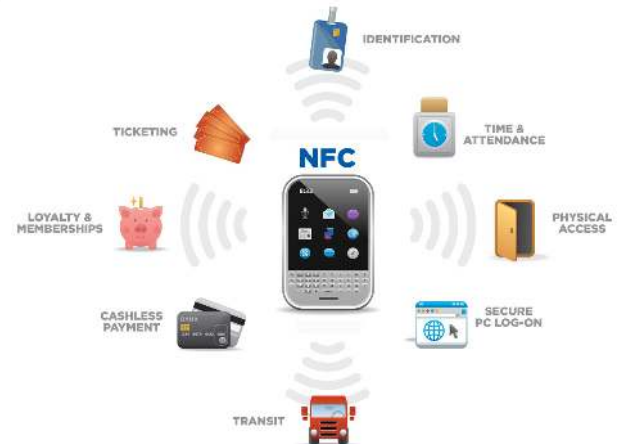 IDENTIFICATION
TICKETING
TIME &
ATTENDANCE
NFC
LOYALTY &
MEMBERSHIPS
PHYSICAL
ACCESS
CASHLESS
PAYMENT
SECURE
PC LOG-ON
TRANSIT